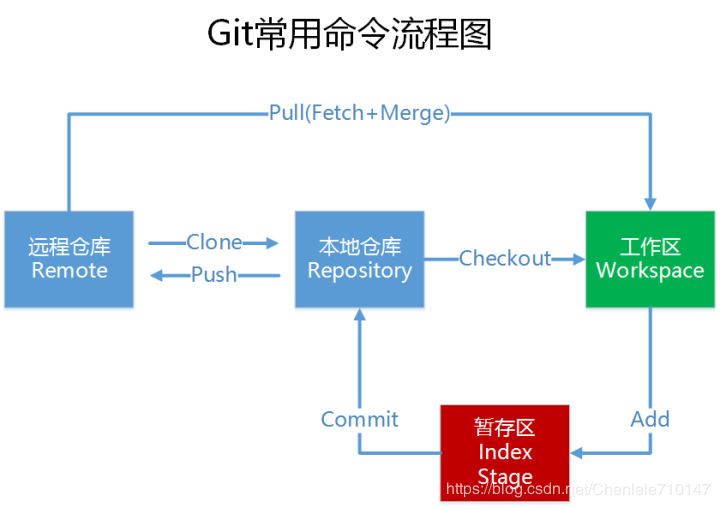 Git常用命令流程图
Pull(Fetch+Merge)
远程仓库
Remote
Clone
Push
本地仓库
Repository
Checkout
工作区
Workspace
Commit
暂存区
Index
Stage
Add
https://blog.csdn.net/Chenlele710147